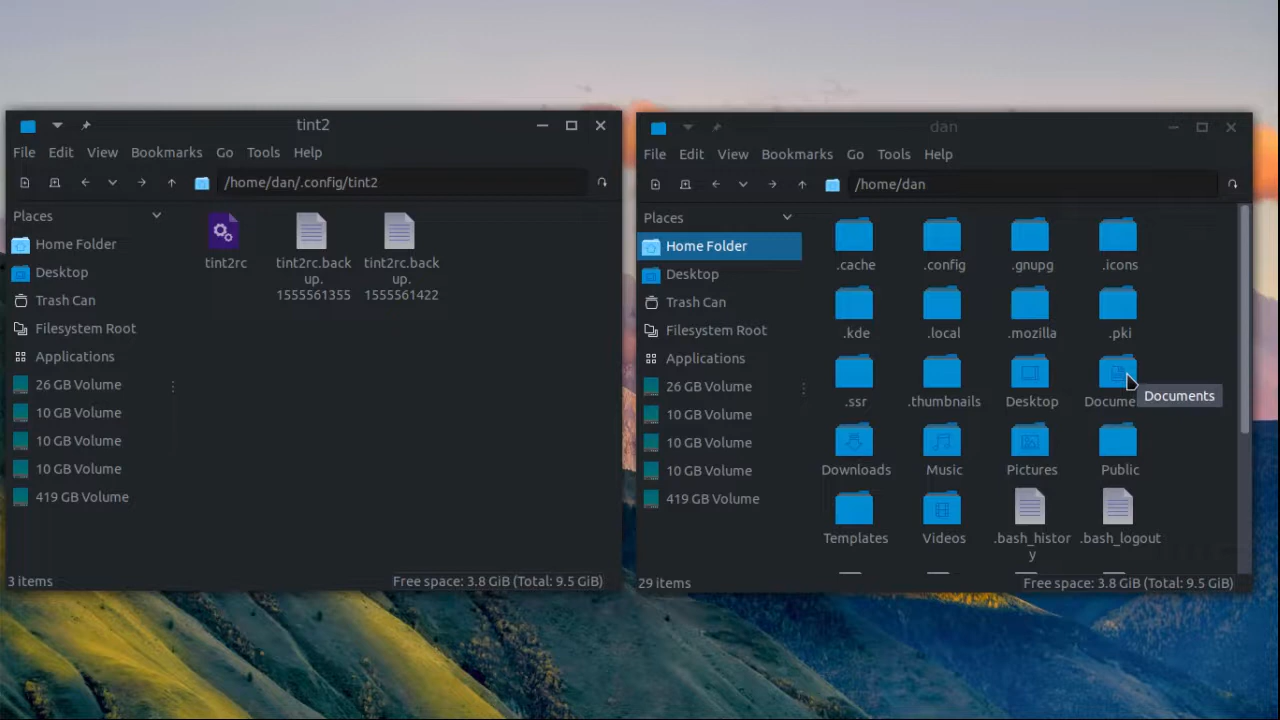 tint2
File Edit View Bookmarks Go Tools Help
/home/dan/.config/tint2
Places
Home Folder
Desktop
Trash Can
Filesystem Root
Applications
26 GB Volume
10 GB Volume
10 GB Volume
10 GB Volume
419 GB Volume
tint2rc
tint2rc.back
up.
1555561355
tint2rc.back
up.
1555561422
3 items
Free space: 3.8 GiB (Total: 9.5 GiB)
dan
File Edit View Bookmarks Go Tools Help
/home/dan
Places
Home Folder
Desktop
Trash Can
Filesystem Root
Applications
26 GB Volume
10 GB Volume
10 GB Volume
10 GB Volume
419 GB Volume
.cache .config .gnupg .icons
.kde .local .mozilla .pki
.ssr .thumbnails Desktop Docume
Documents
Downloads Music Pictures Public
Templates Videos .bash_histor .bash_logout
y
29 items
Free space: 3.8 GiB (Total: 9.5 GiB)